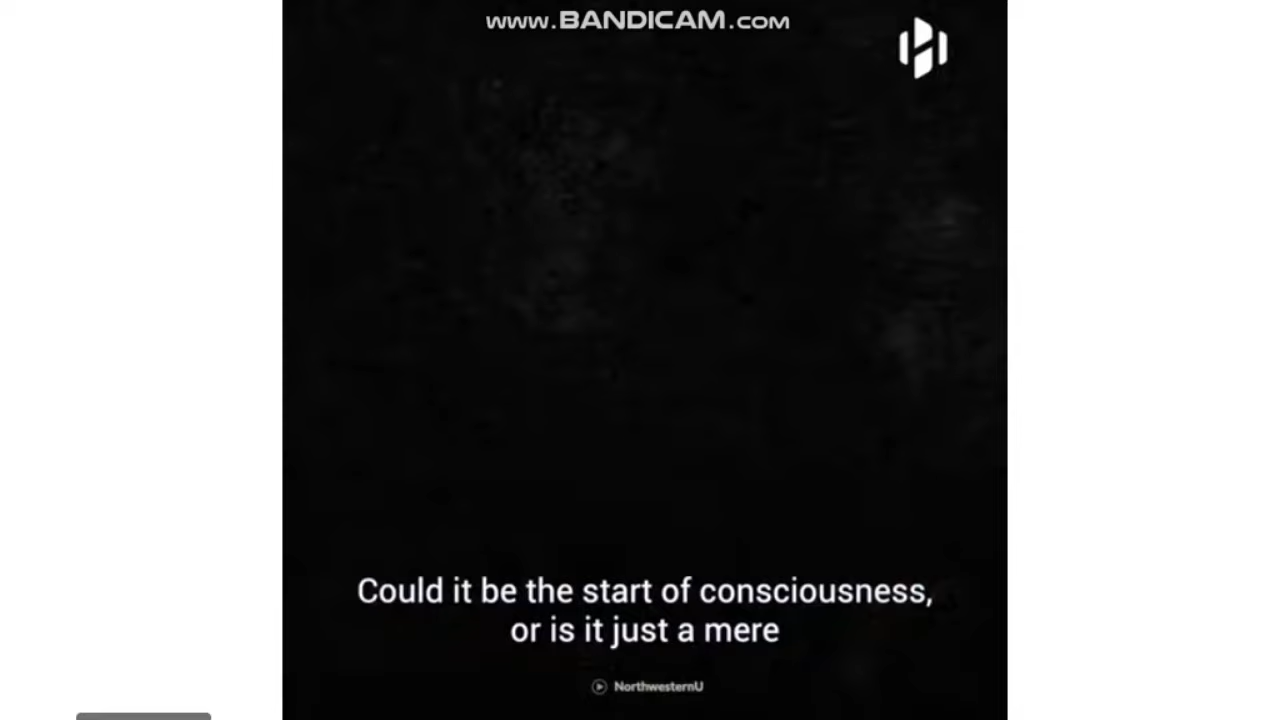 www.BANDICAM.com
Could it be the start of consciousness,
or is it just a mere
NorthwesternU